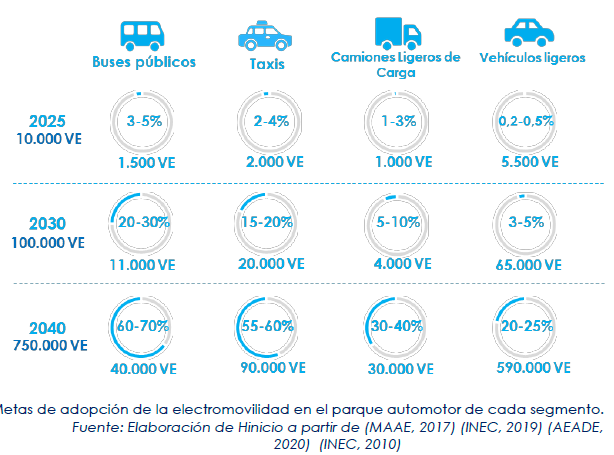 Buses públicos
Taxis
Camiones Ligeros de
Carga
Vehículos ligeros
2025
10.000 VE
3-5%
2-4%
1-3%
0,2-0,5%
1.500 VE
2.000 VE
1.000 VE
5.500 VE
2030
100.000 VE
20-30%
15-20%
5-10%
3-5%
11.000 VE
20.000 VE
4.000 VE
65.000 VE
2040
750.000 VE
60-70%
55-60%
30-40%
20-25%
40.000 VE
90.000 VE
30.000 VE
590.000 VE
Metas de adopción de la electromovilidad en el parque automotor de cada segmento.
Fuente: Elaboración de Hinicio a partir de (MAAE, 2017) (INEC, 2019) (AEADE,
2020) (INEC, 2010)